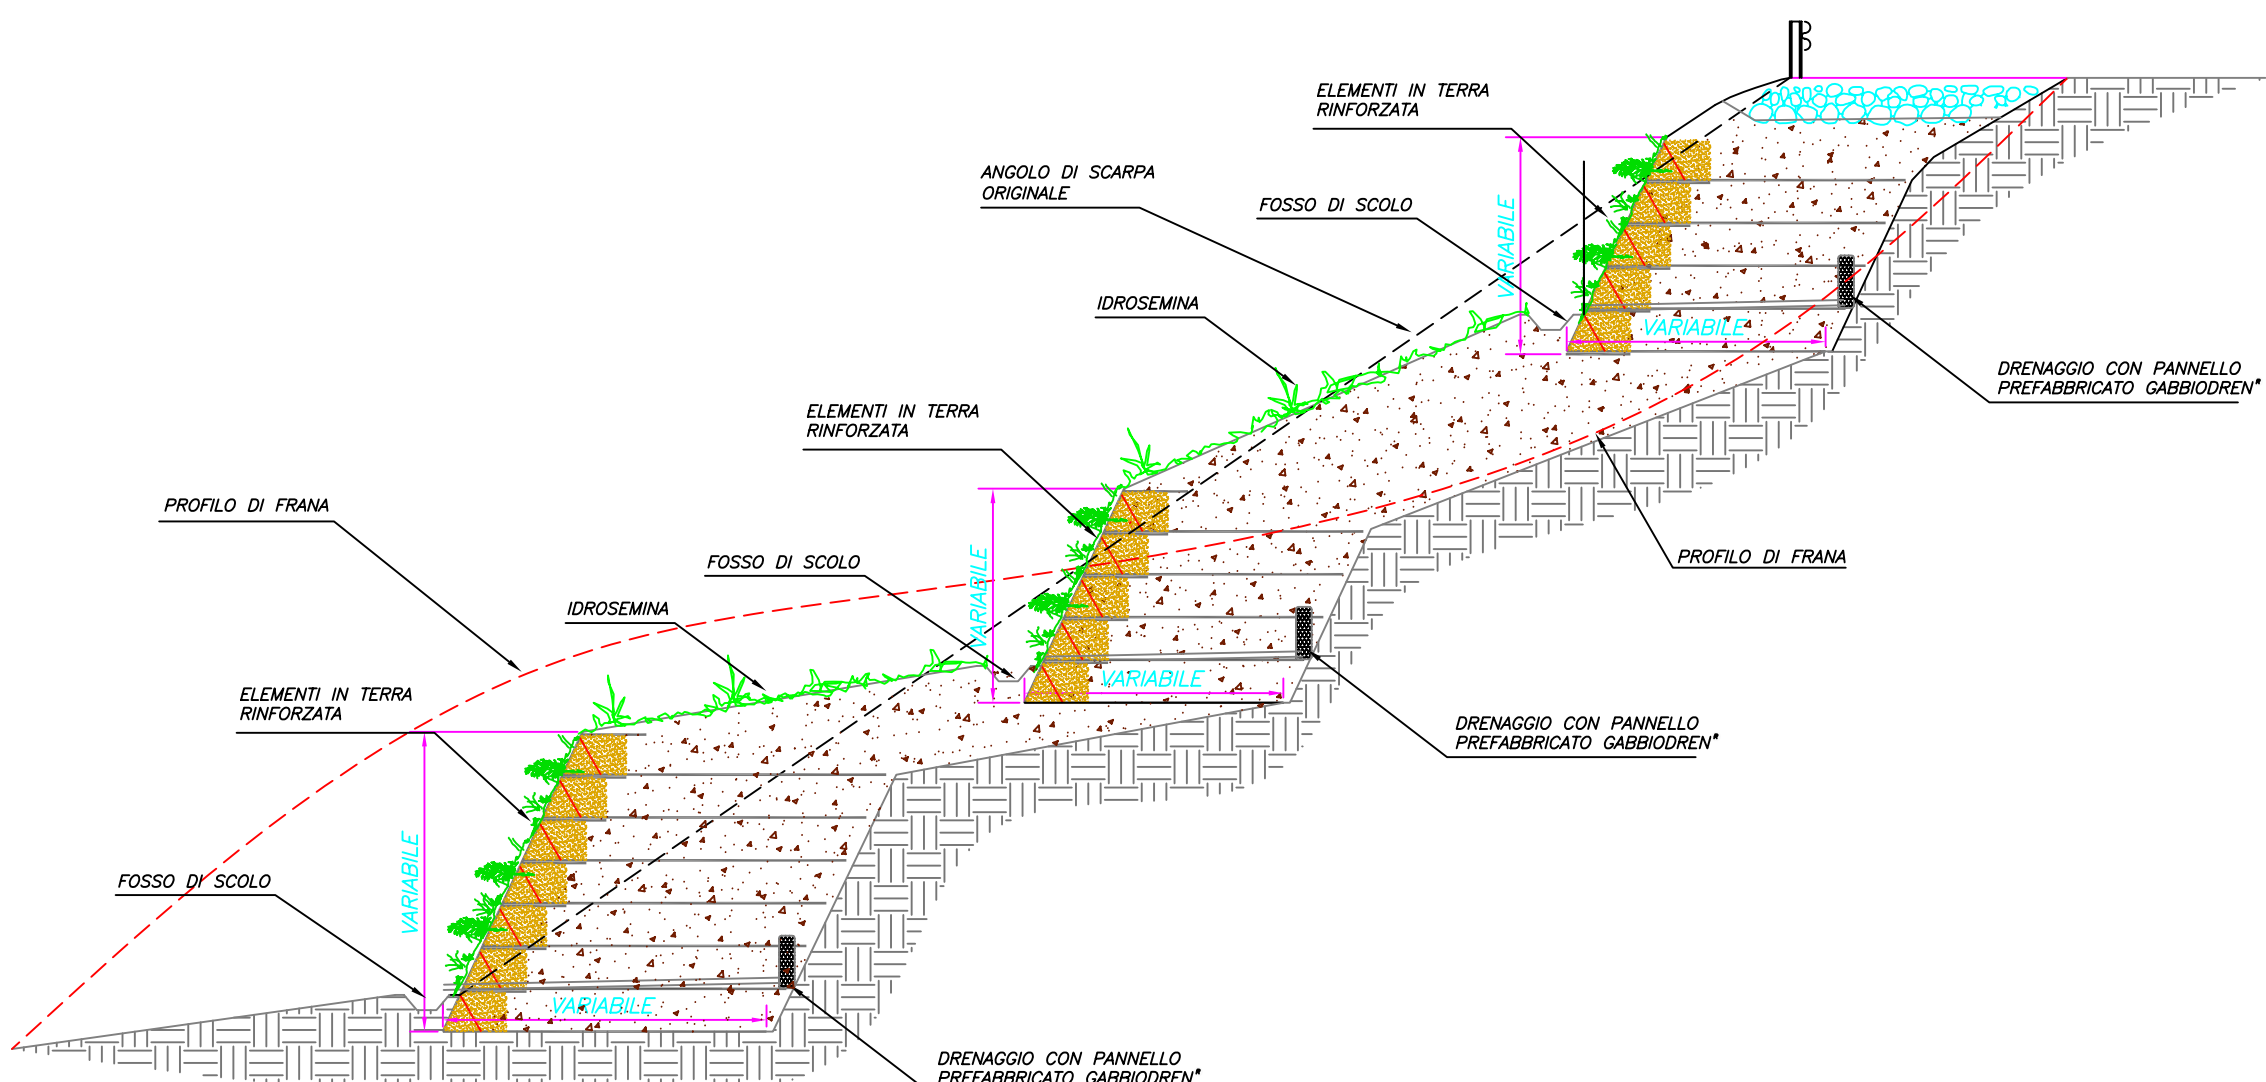 ELEMENTI IN TERRA
RINFORZATA
ANGOLO DI SCARPA
ORIGINALE
FOSSO DI SCOLO
VARIABILE
IDROSEMINA
VARIABILE
DRENAGGIO CON PANNELLO
PREFABBRICATO GABBIODREN*
ELEMENTI IN TERRA
RINFORZATA
PROFILO DI FRANA
FOSSO DI SCOLO
VARIABILE
PROFILO DI FRANA
IDROSEMINA
VARIABILE
ELEMENTI IN TERRA
RINFORZATA
DRENAGGIO CON PANNELLO
PREFABBRICATO GABBIODREN*
FOSSO DI SCOLO
VARIABILE
VARIABILE
DRENAGGIO CON PANNELLO
PREFABBRICATO GABBIODREN*